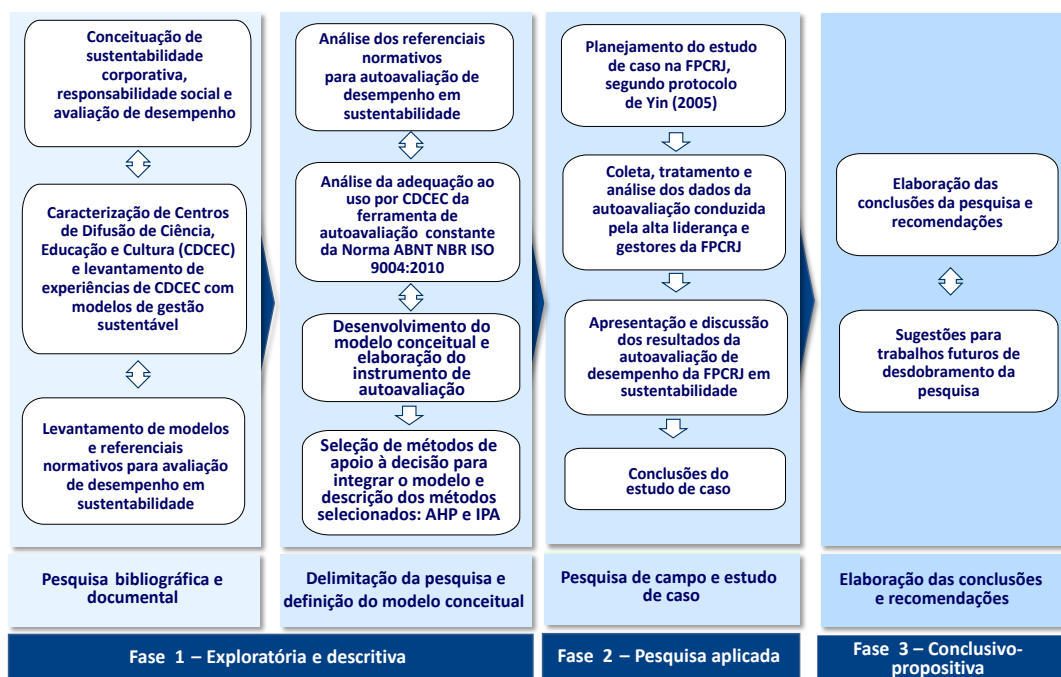 Conceituação de
sustentabilidade
corporativa,
responsabilidade social e
avaliação de desempenho
Caracterização de Centros
de Difusão de Ciência,
Educação e Cultura (CDCEC)
e levantamento de
experiências de CDCEC com
modelos de gestão
sustentável
Levantamento de modelos
e referenciais
normativos para avaliação
de desempenho em
sustentabilidade
Pesquisa bibliográfica e
documental
Análise dos referenciais
normativos
para autoavaliação de
desempenho em
sustentabilidade
Análise da adequação ao
uso por CDCEC da
ferramenta de
autoavaliação constante
da Norma ABNT NBR ISO
9004:2010
Desenvolvimento do
modelo conceitual e
elaboração do
instrumento de
autoavaliação
Seleção de métodos de
apoio à decisão para
integrar o modelo e
descrição dos métodos
selecionados: AHP e IPA
Delimitação da pesquisa e
definição do modelo conceitual
Fase 1 – Exploratória e descritiva
Planejamento do estudo
de caso na FPCRJ,
segundo protocolo
de Yin (2005)
Coleta, tratamento e
análise dos dados da
autoavaliação conduzida
pela alta liderança e
gestores da FPCRJ
Apresentação e discussão
dos resultados da
autoavaliação de
desempenho da FPCRJ em
sustentabilidade
Conclusões do
estudo de caso
Pesquisa de campo e estudo
de caso
Fase 2 – Pesquisa aplicada
Elaboração das
conclusões da pesquisa e
recomendações
Sugestões para
trabalhos futuros de
desdobramento da
pesquisa
Elaboração das conclusões
e recomendações
Fase 3 – Conclusivo-
propositiva